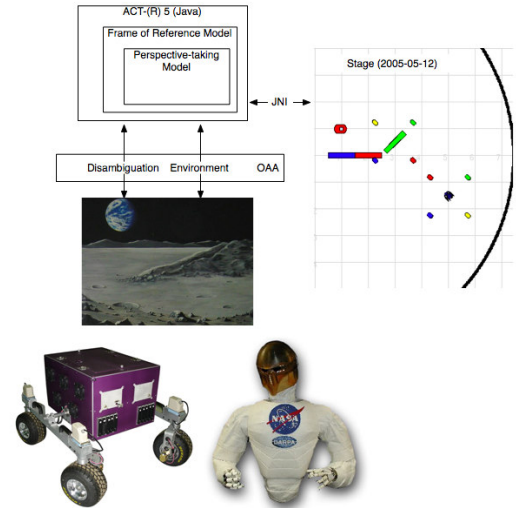 ACT-(R) 5 (Java)
Frame of Reference Model
Perspective-taking
Model
JNI
Stage (2005-05-12)
Disambiguation Environment OAA
NASA
DARPA